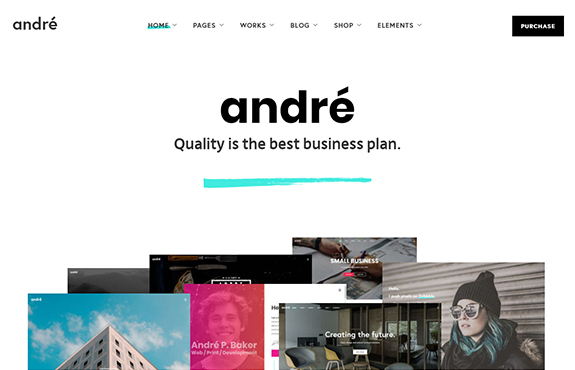 andré
HOME PAGES WORKS BLOG SHOP ELEMENTS
PURCHASE
andré
Quality is the best business plan.
SMALL BUSINESS
Hello.
andré
André P. Baker
Web / Print / Development
Creating the future.